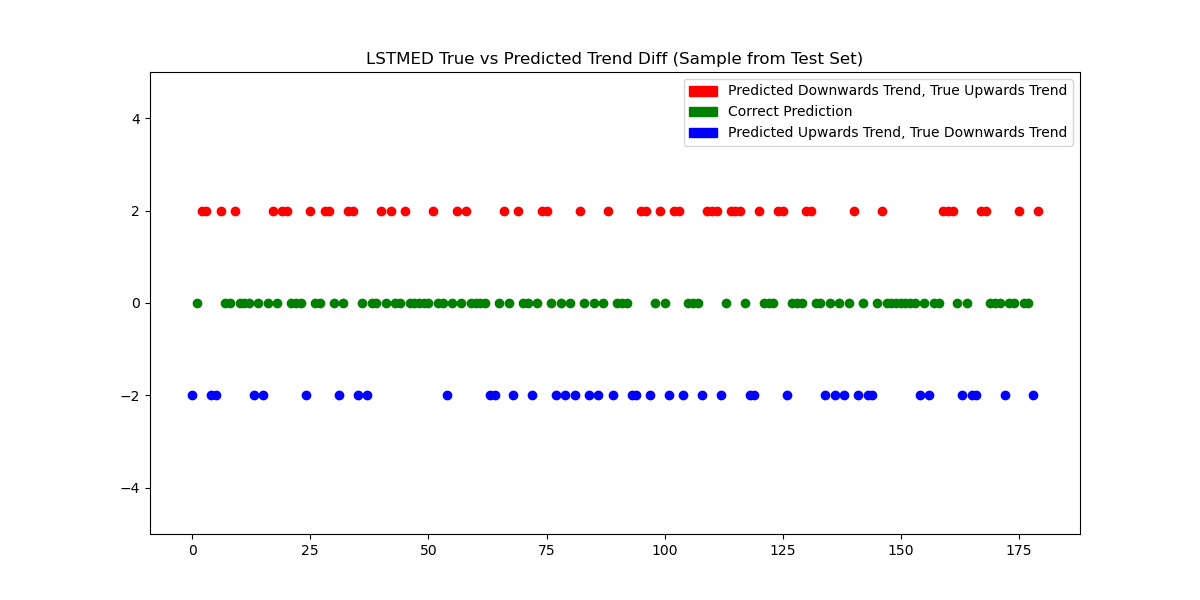 LSTMED True vs Predicted Trend Diff (Sample from Test Set)
Predicted Downwards Trend, True Upwards Trend
Correct Prediction
Predicted Upwards Trend, True Downwards Trend
4
2
0
−2
−4
0 25 50 75 100 125 150 175